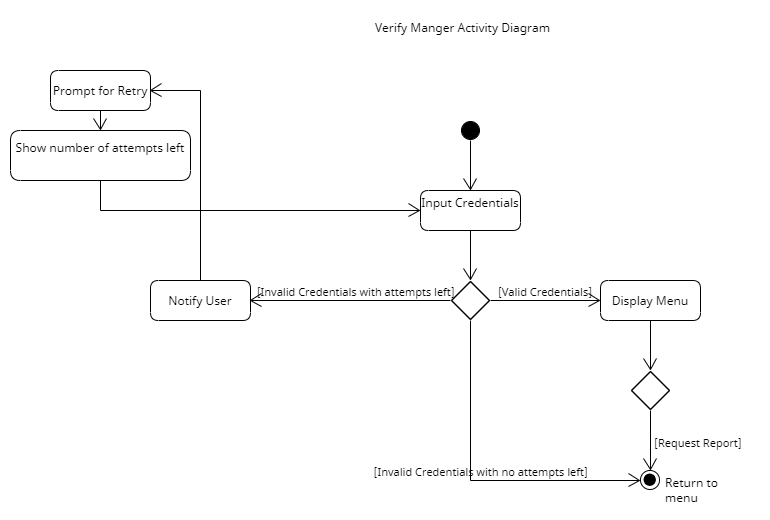 Verify Manger Activity Diagram
Prompt for Retry
Show number of attempts left
Input Credentials
[Invalid Credentials with attempts left]
[Valid Credentials]
Notify User
Display Menu
[Request Report]
[Invalid Credentials with no attempts left]
Return to
menu